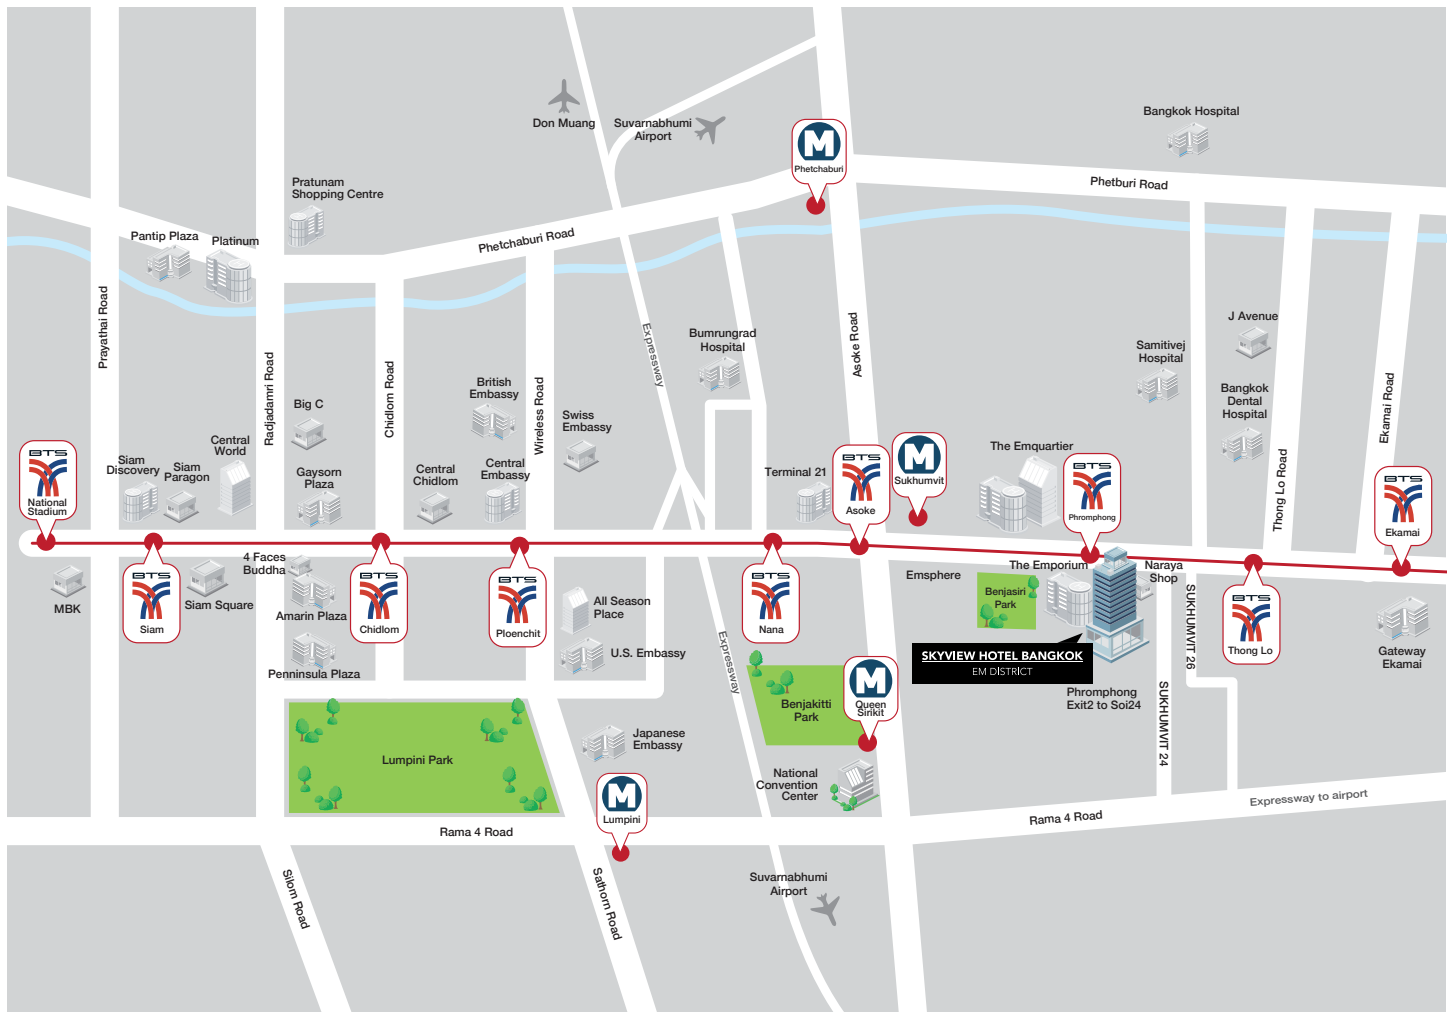 Don Muang
Suvarnabhumi
Airport
M
Phetchaburi
Bangkok Hospital
Phetburi Road
Pratunam
Shopping Centre
Pantip Plaza
Platinum
Phetchaburi Road
Prayathai Road
Radjadamri Road
Chidlom Road
Wireless Road
Expressway
Bumrungrad
Hospital
Asoke Road
J Avenue
Samitivej
Hospital
Bangkok
Dental
Hospital
Ekamai Road
Thong Lo Road
Big C
British
Embassy
Swiss
Embassy
BTS
National
Stadium
Siam
Discovery
Siam
Paragon
Central
World
Gaysorn
Plaza
Central
Chidlom
Central
Embassy
Terminal 21
BTS
Asoke
M
Sukhumvit
The Emquartier
BTS
Phromphong
BTS
Ekamai
MBK
BTS
Siam
Siam Square
4 Faces
Buddha
Amarin Plaza
Penninsula Plaza
BTS
Chidlom
BTS
Ploenchit
All Season
Place
U.S. Embassy
BTS
Nana
Expressway
Emsphere
Benjasiri
Park
The Emporium
Naraya
Shop
SUKHUMVIT 26
BTS
Thong Lo
Gateway
Ekamai
SKYVIEW HOTEL BANGKOK
EM DISTRICT
Phromphong
Exit2 to Soi24
SUKHUMVIT 24
Benjakitti
Park
M
Queen
Sirikit
Lumpini Park
Japanese
Embassy
National
Convention
Center
M
Lumpini
Rama 4 Road
Rama 4 Road
Expressway to airport
Silom Road
Sathorn Road
Suvarnabhumi
Airport